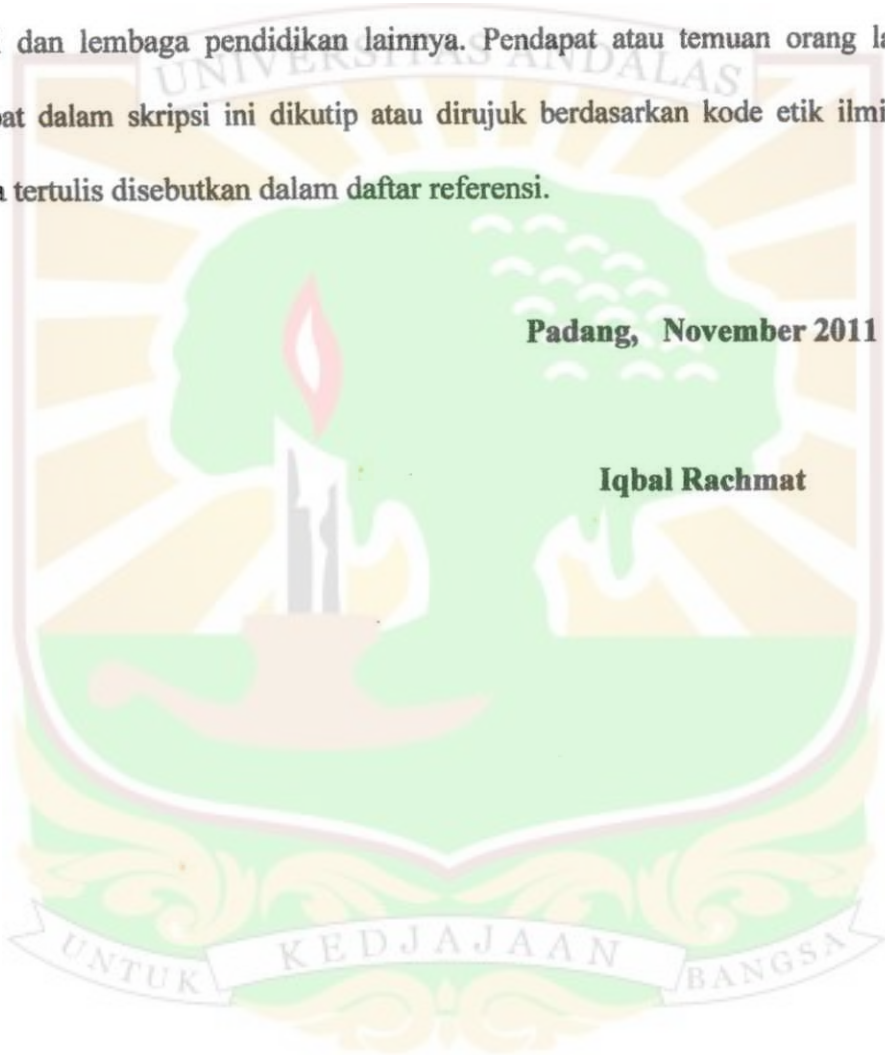 dan lembaga pendidikan lainnya. Pendapat atau temuan orang
UNIVERSITAS ANDALAS
dalam skripsi ini dikutip atau dirujuk berdasarkan kode etik
tertulis disebutkan dalam daftar referensi.
Padang, November 2011
Iqbal Rachmat
UNTUK KEDJAJAAN BANGSA